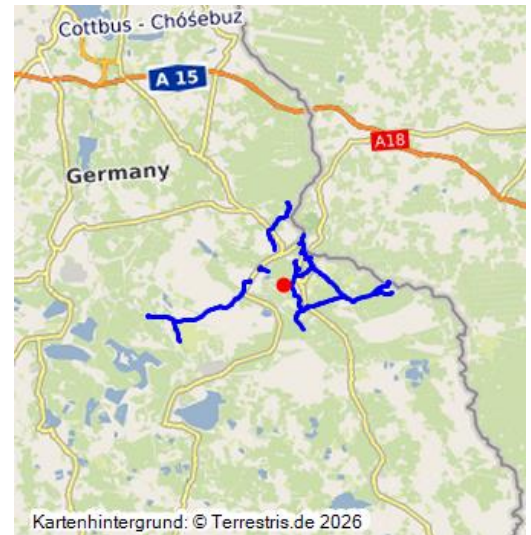 Cottbus - Chóśebuz
A 15
A18
Germany
Kartenhintergrund: © Terrestris.de 2026